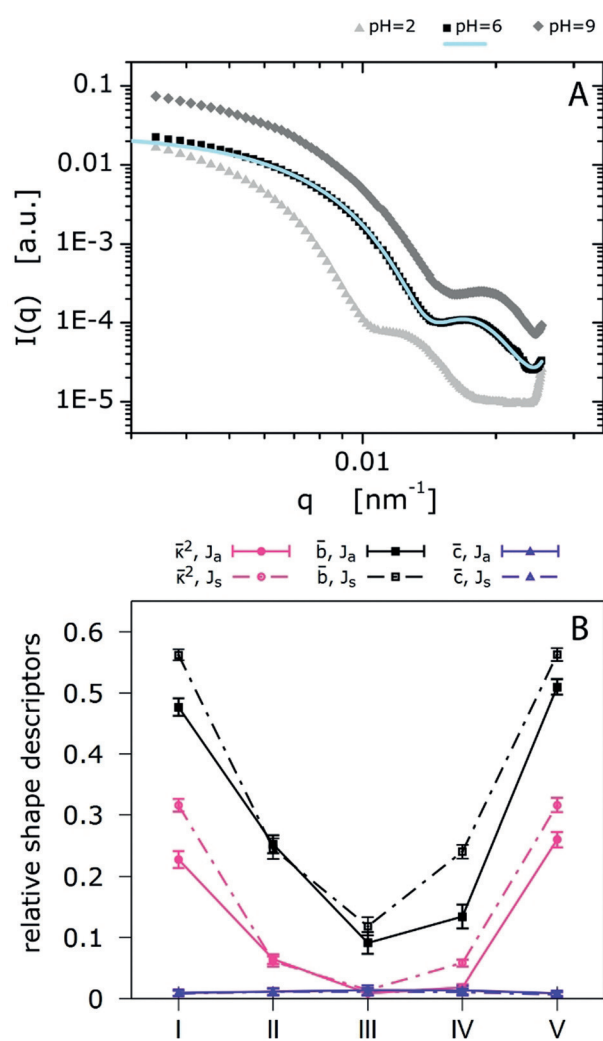 pH=2 pH=6 pH=9
A
0.1
0.01
1E-3
1E-4
1E-5
I(q) [a.u.]
0.01
q [nm⁻¹]
κ̄², Jₐ b̄, Jₐ c̄, Jₐ
κ̄², Jₛ b̄, Jₛ c̄, Jₛ
B
0.6
0.5
0.4
0.3
0.2
0.1
0
relative shape descriptors
I II III IV V